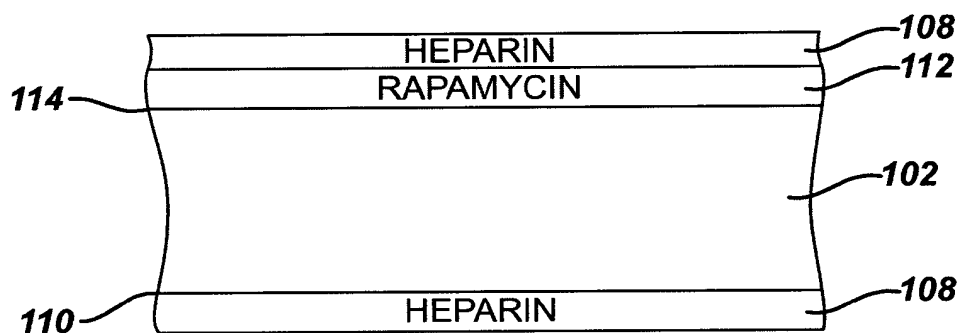 HEPARIN 108
RAPAMYCIN 112
114
102
110 HEPARIN 108